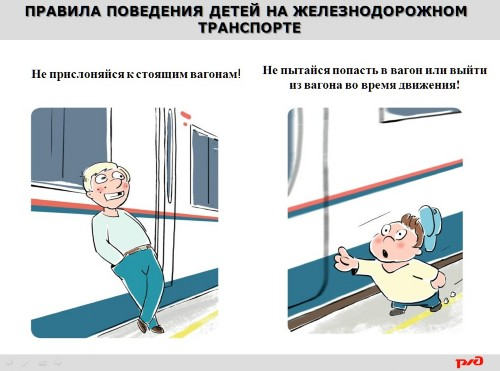 ПРАВИЛА ПОВЕДЕНИЯ ДЕТЕЙ НА ЖЕЛЕЗНОДОРОЖНОМ
ТРАНСПОРТЕ
Не прислоняйся к стоящим вагонам!
Не пытайся попасть в вагон или выйти
из вагона во время движения!
ржд